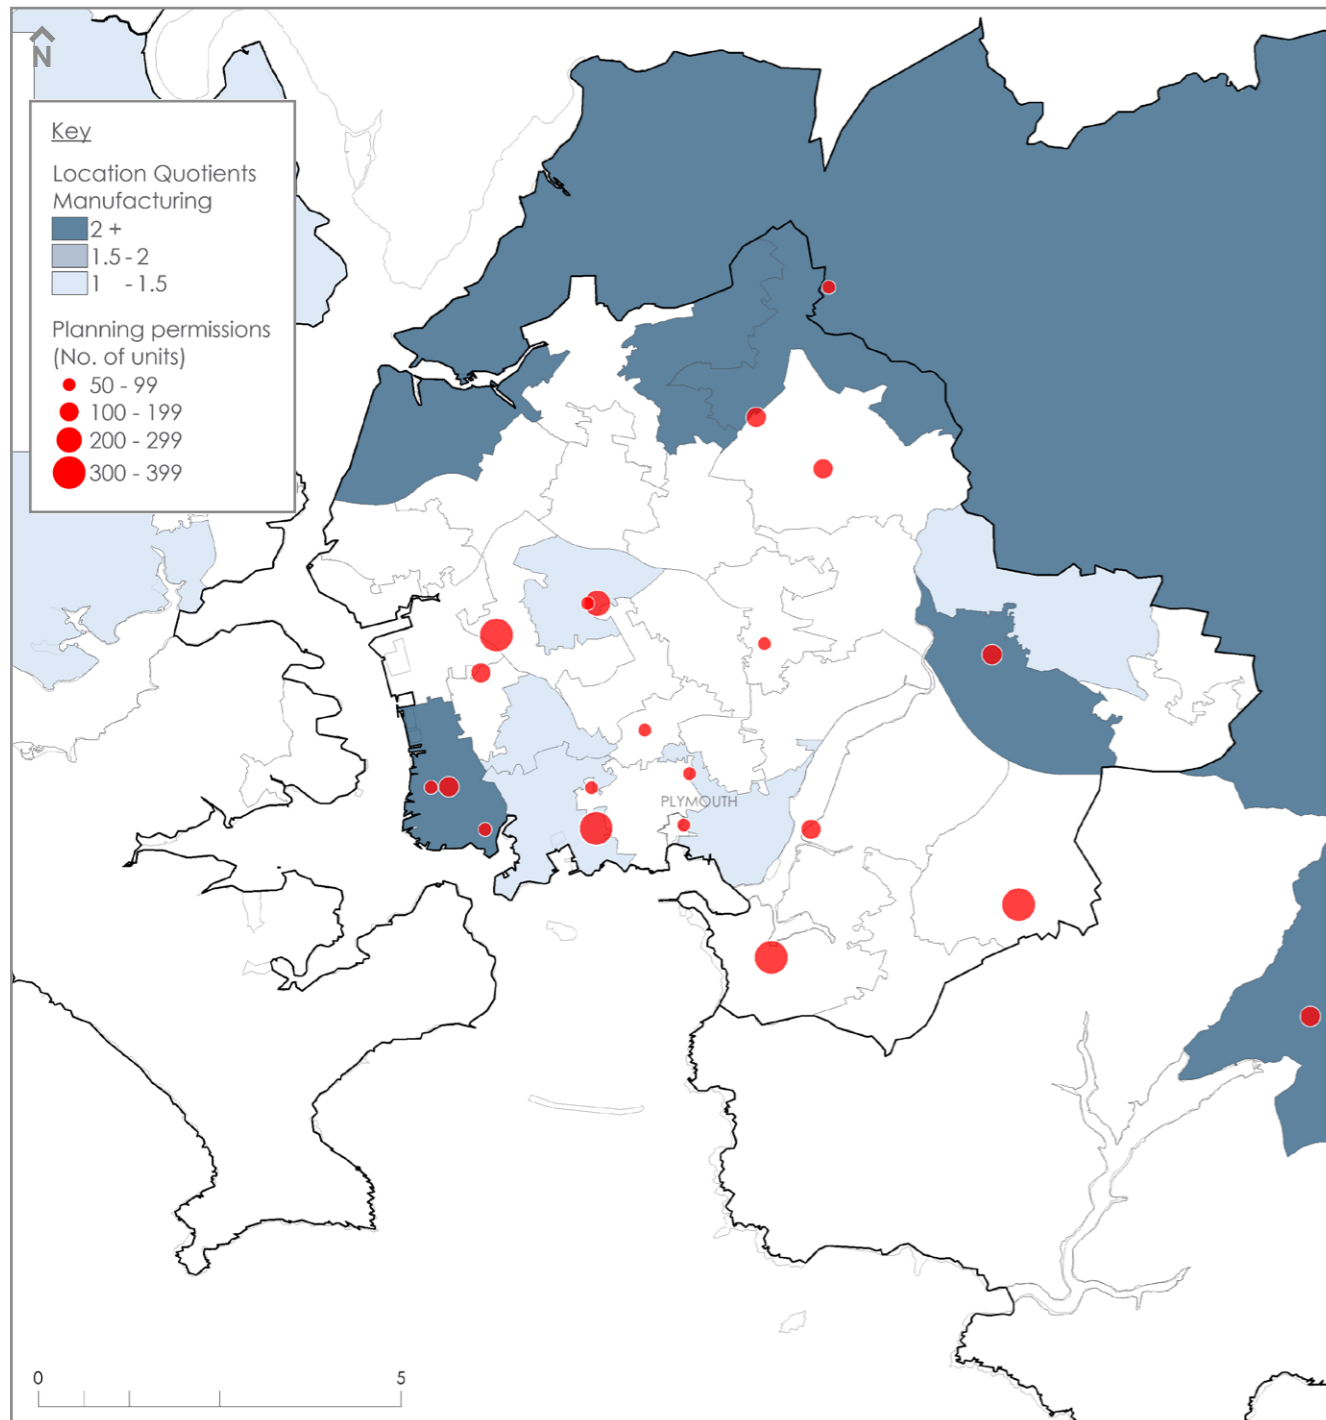 N
Key
Location Quotients
Manufacturing
2 +
1.5 - 2
1 - 1.5
Planning permissions
(No. of units)
50 - 99
100 - 199
200 - 299
300 - 399
PLYMOUTH
0 5